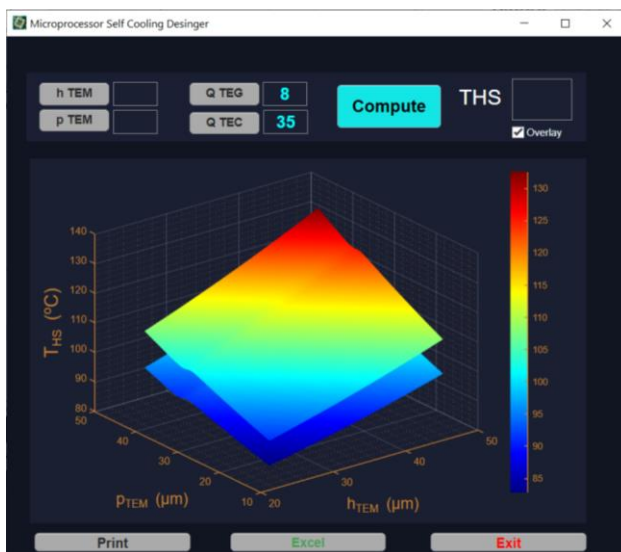 Microprocessor Self Cooling Desinger
h TEM
Q TEG 8
Compute
THS
p TEM
Q TEC 35
Overlay
140
130
120
110
100
90
80
THS (ºC)
50
40
30
20
10
pTEM (µm)
20
30
40
50
hTEM (µm)
130
125
120
115
110
105
100
95
90
85
Print
Excel
Exit